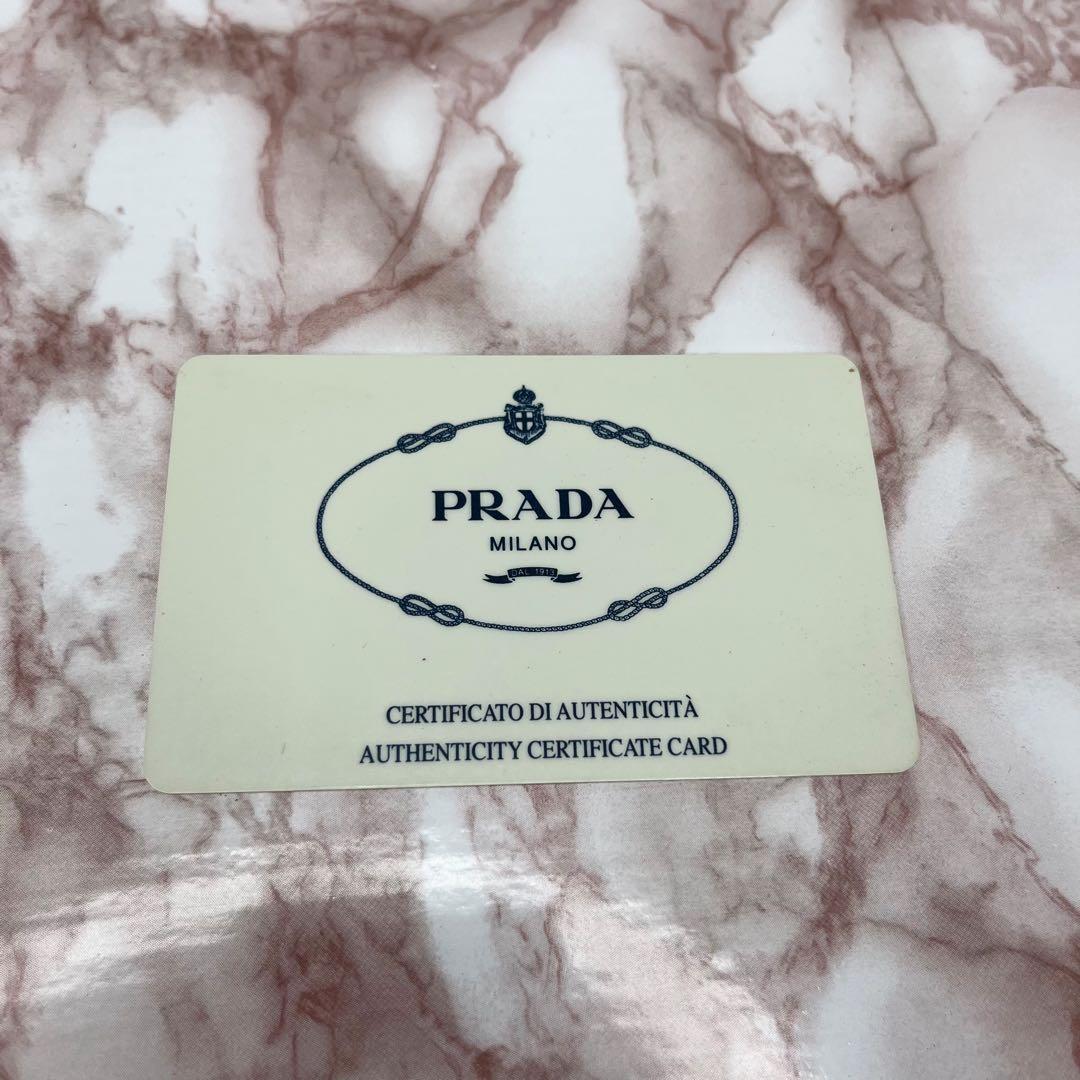 PRADA
MILANO
DAL 1913
CERTIFICATO DI AUTENTICITÀ
AUTHENTICITY CERTIFICATE CARD